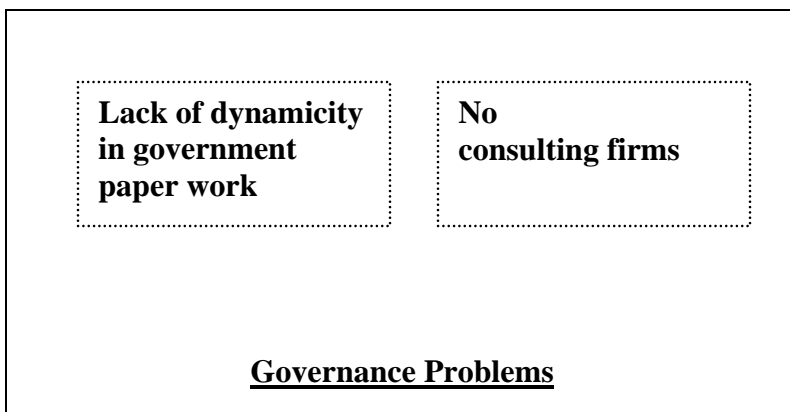 Lack of dynamicity
in government
paper work
No
consulting firms
Governance Problems